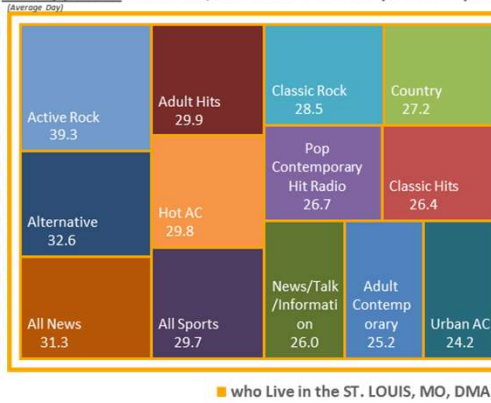 (Average Day)
Active Rock
39.3
Adult Hits
29.9
Classic Rock
28.5
Country
27.2
Pop
Contemporary
Hit Radio
26.7
Classic Hits
26.4
Alternative
32.6
Hot AC
29.8
All News
31.3
All Sports
29.7
News/Talk
/Informati
on
26.0
Adult
Contemp
orary
25.2
Urban AC
24.2
who Live in the ST. LOUIS, MO, DMA